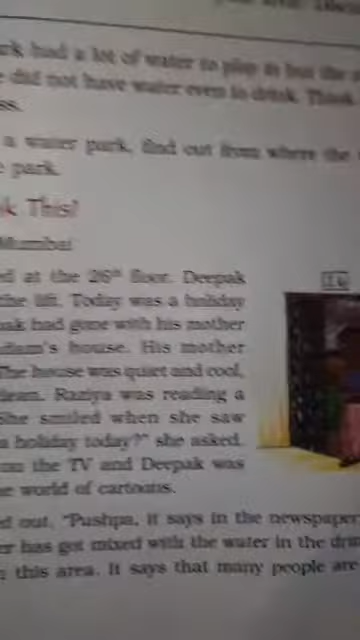 rk had a lot of water to play in but the
e did not have water even to drink. Think
ss.
a water park, find out from where the
e park.
k This!
Mumbai
ed at the 26th floor. Deepak
the lift. Today was a holiday
ak had gone with his mother
dam's house. His mother
The house was quiet and cool,
clean. Raziya was reading a
She smiled when she saw
a holiday today?" she asked.
on the TV and Deepak was
e world of cartoons.
d out. "Pushpa, it says in the newspaper
er has got mixed with the water in the
this area. It says that many people are